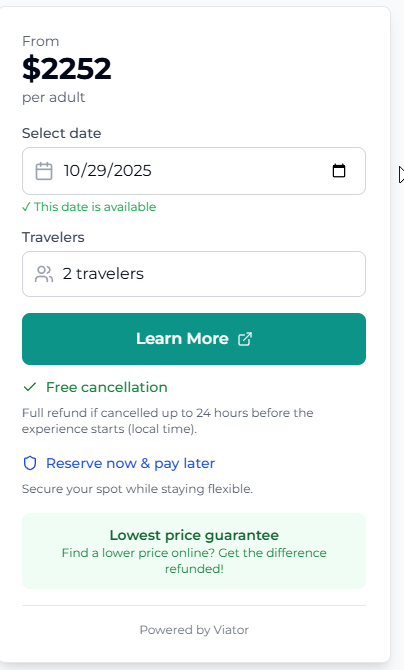 From
$2252
per adult
Select date
10/29/2025
✓ This date is available
Travelers
2 travelers
Learn More
Free cancellation
Full refund if cancelled up to 24 hours before the
experience starts (local time).
Reserve now & pay later
Secure your spot while staying flexible.
Lowest price guarantee
Find a lower price online? Get the difference
refunded!
Powered by Viator